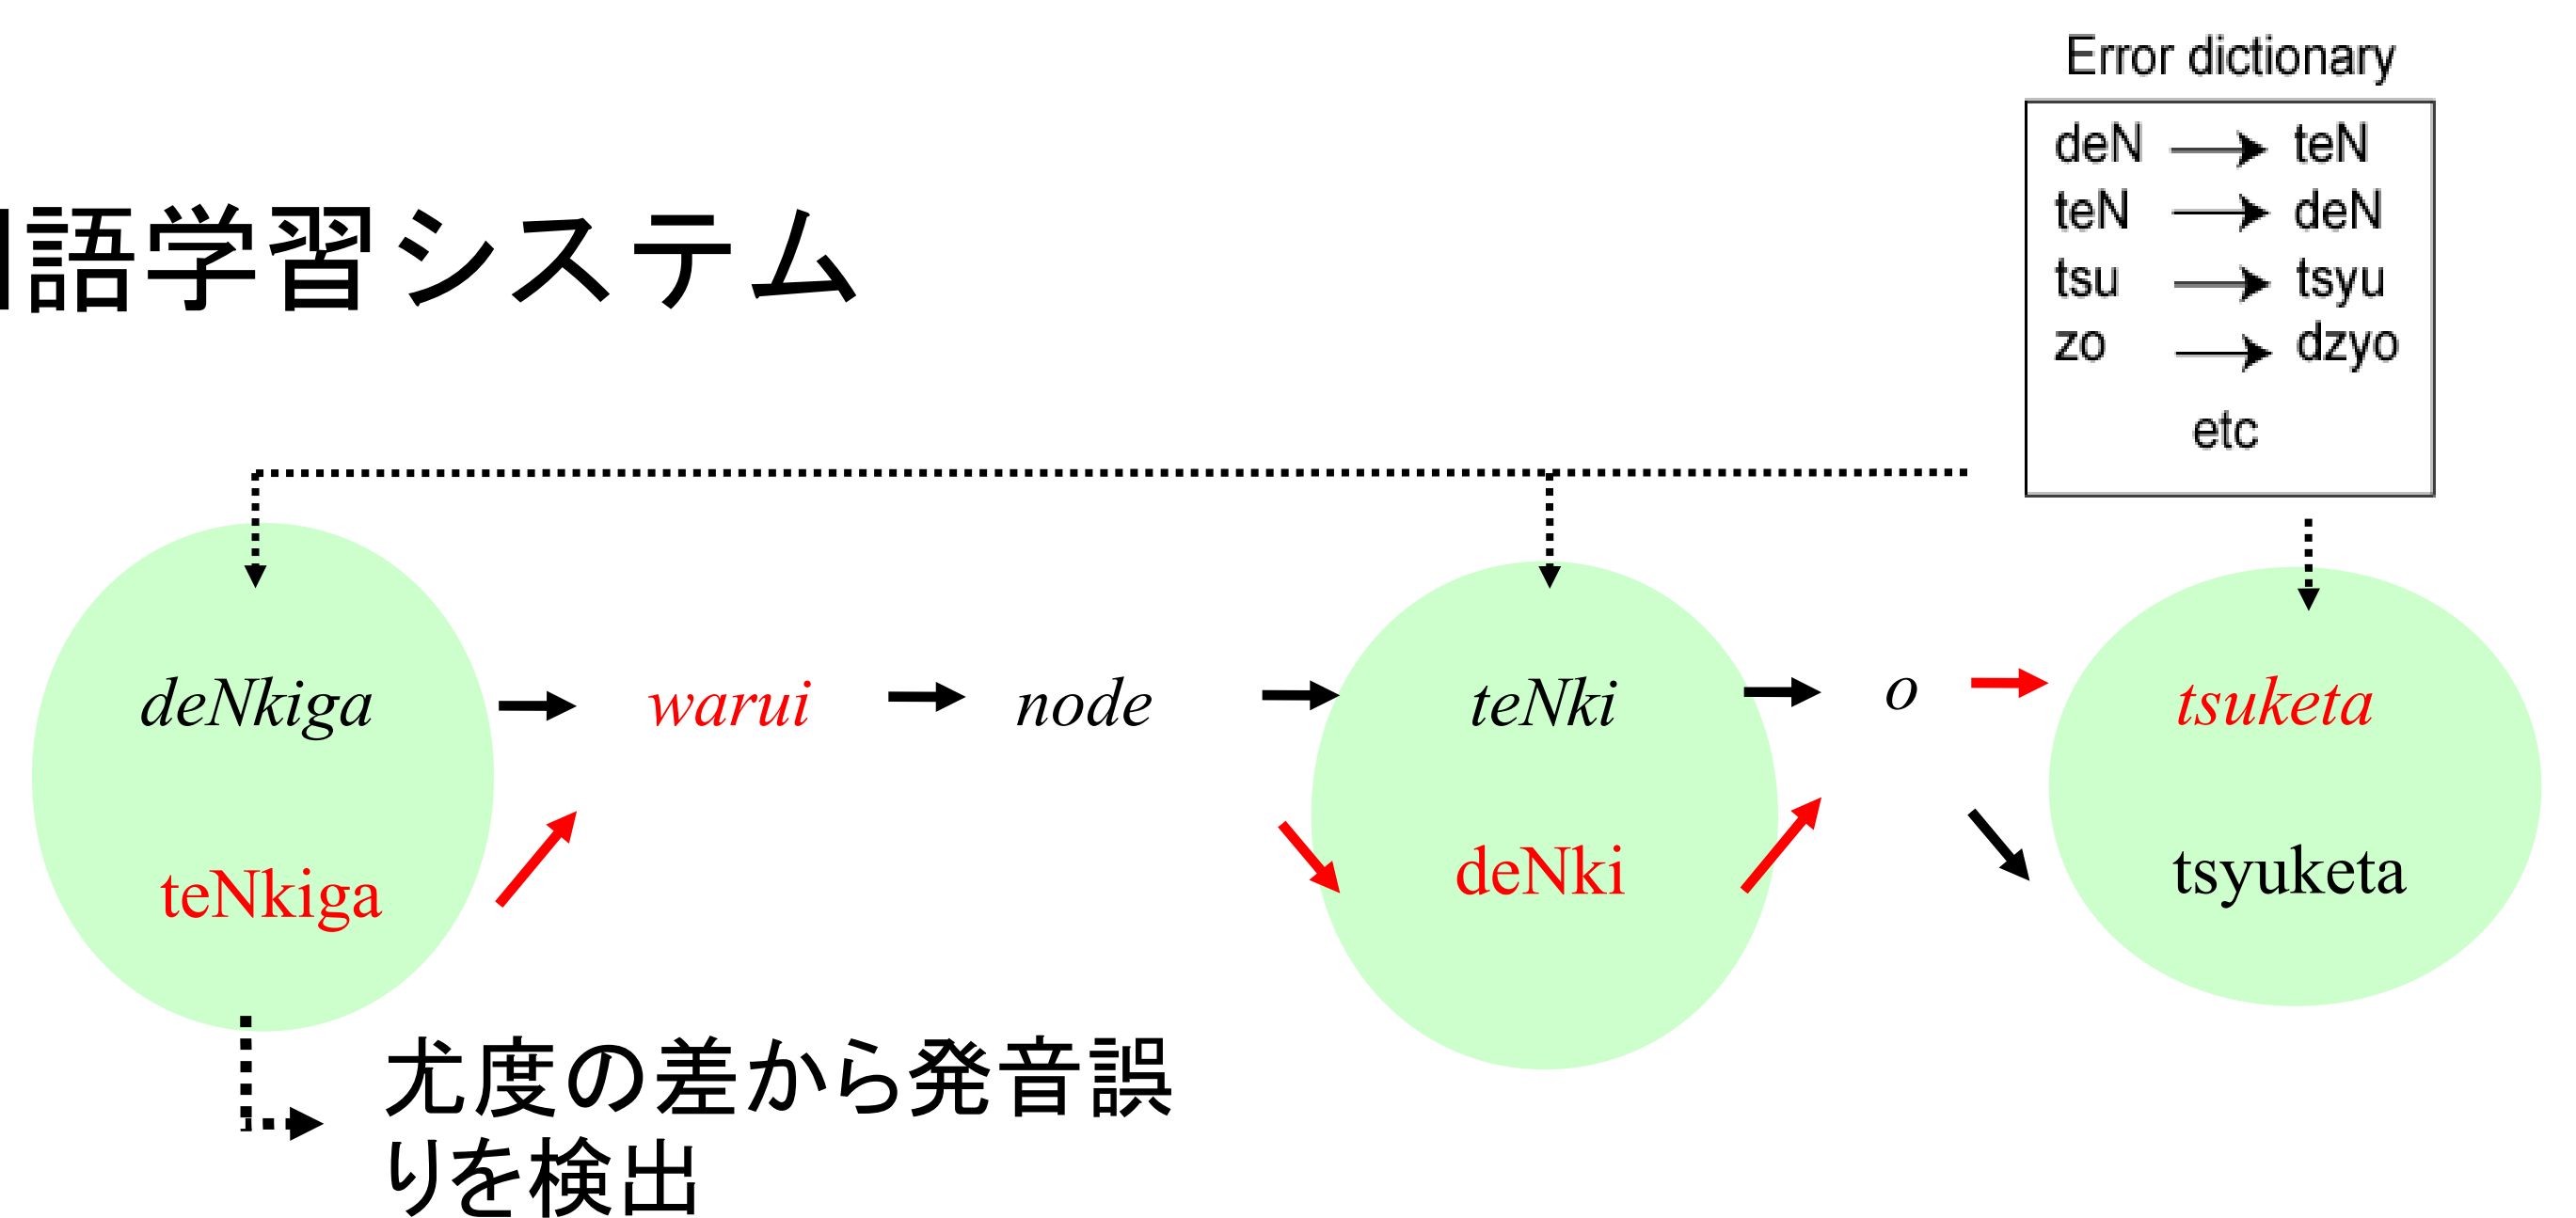 Error dictionary
deN → teN
teN → deN
tsu → tsyu
zo → dzyo
etc
語学習システム
deNkiga → warui → node → teNki → o → tsuketa
teNkiga deNki tsyuketa
尤度の差から発音誤
りを検出